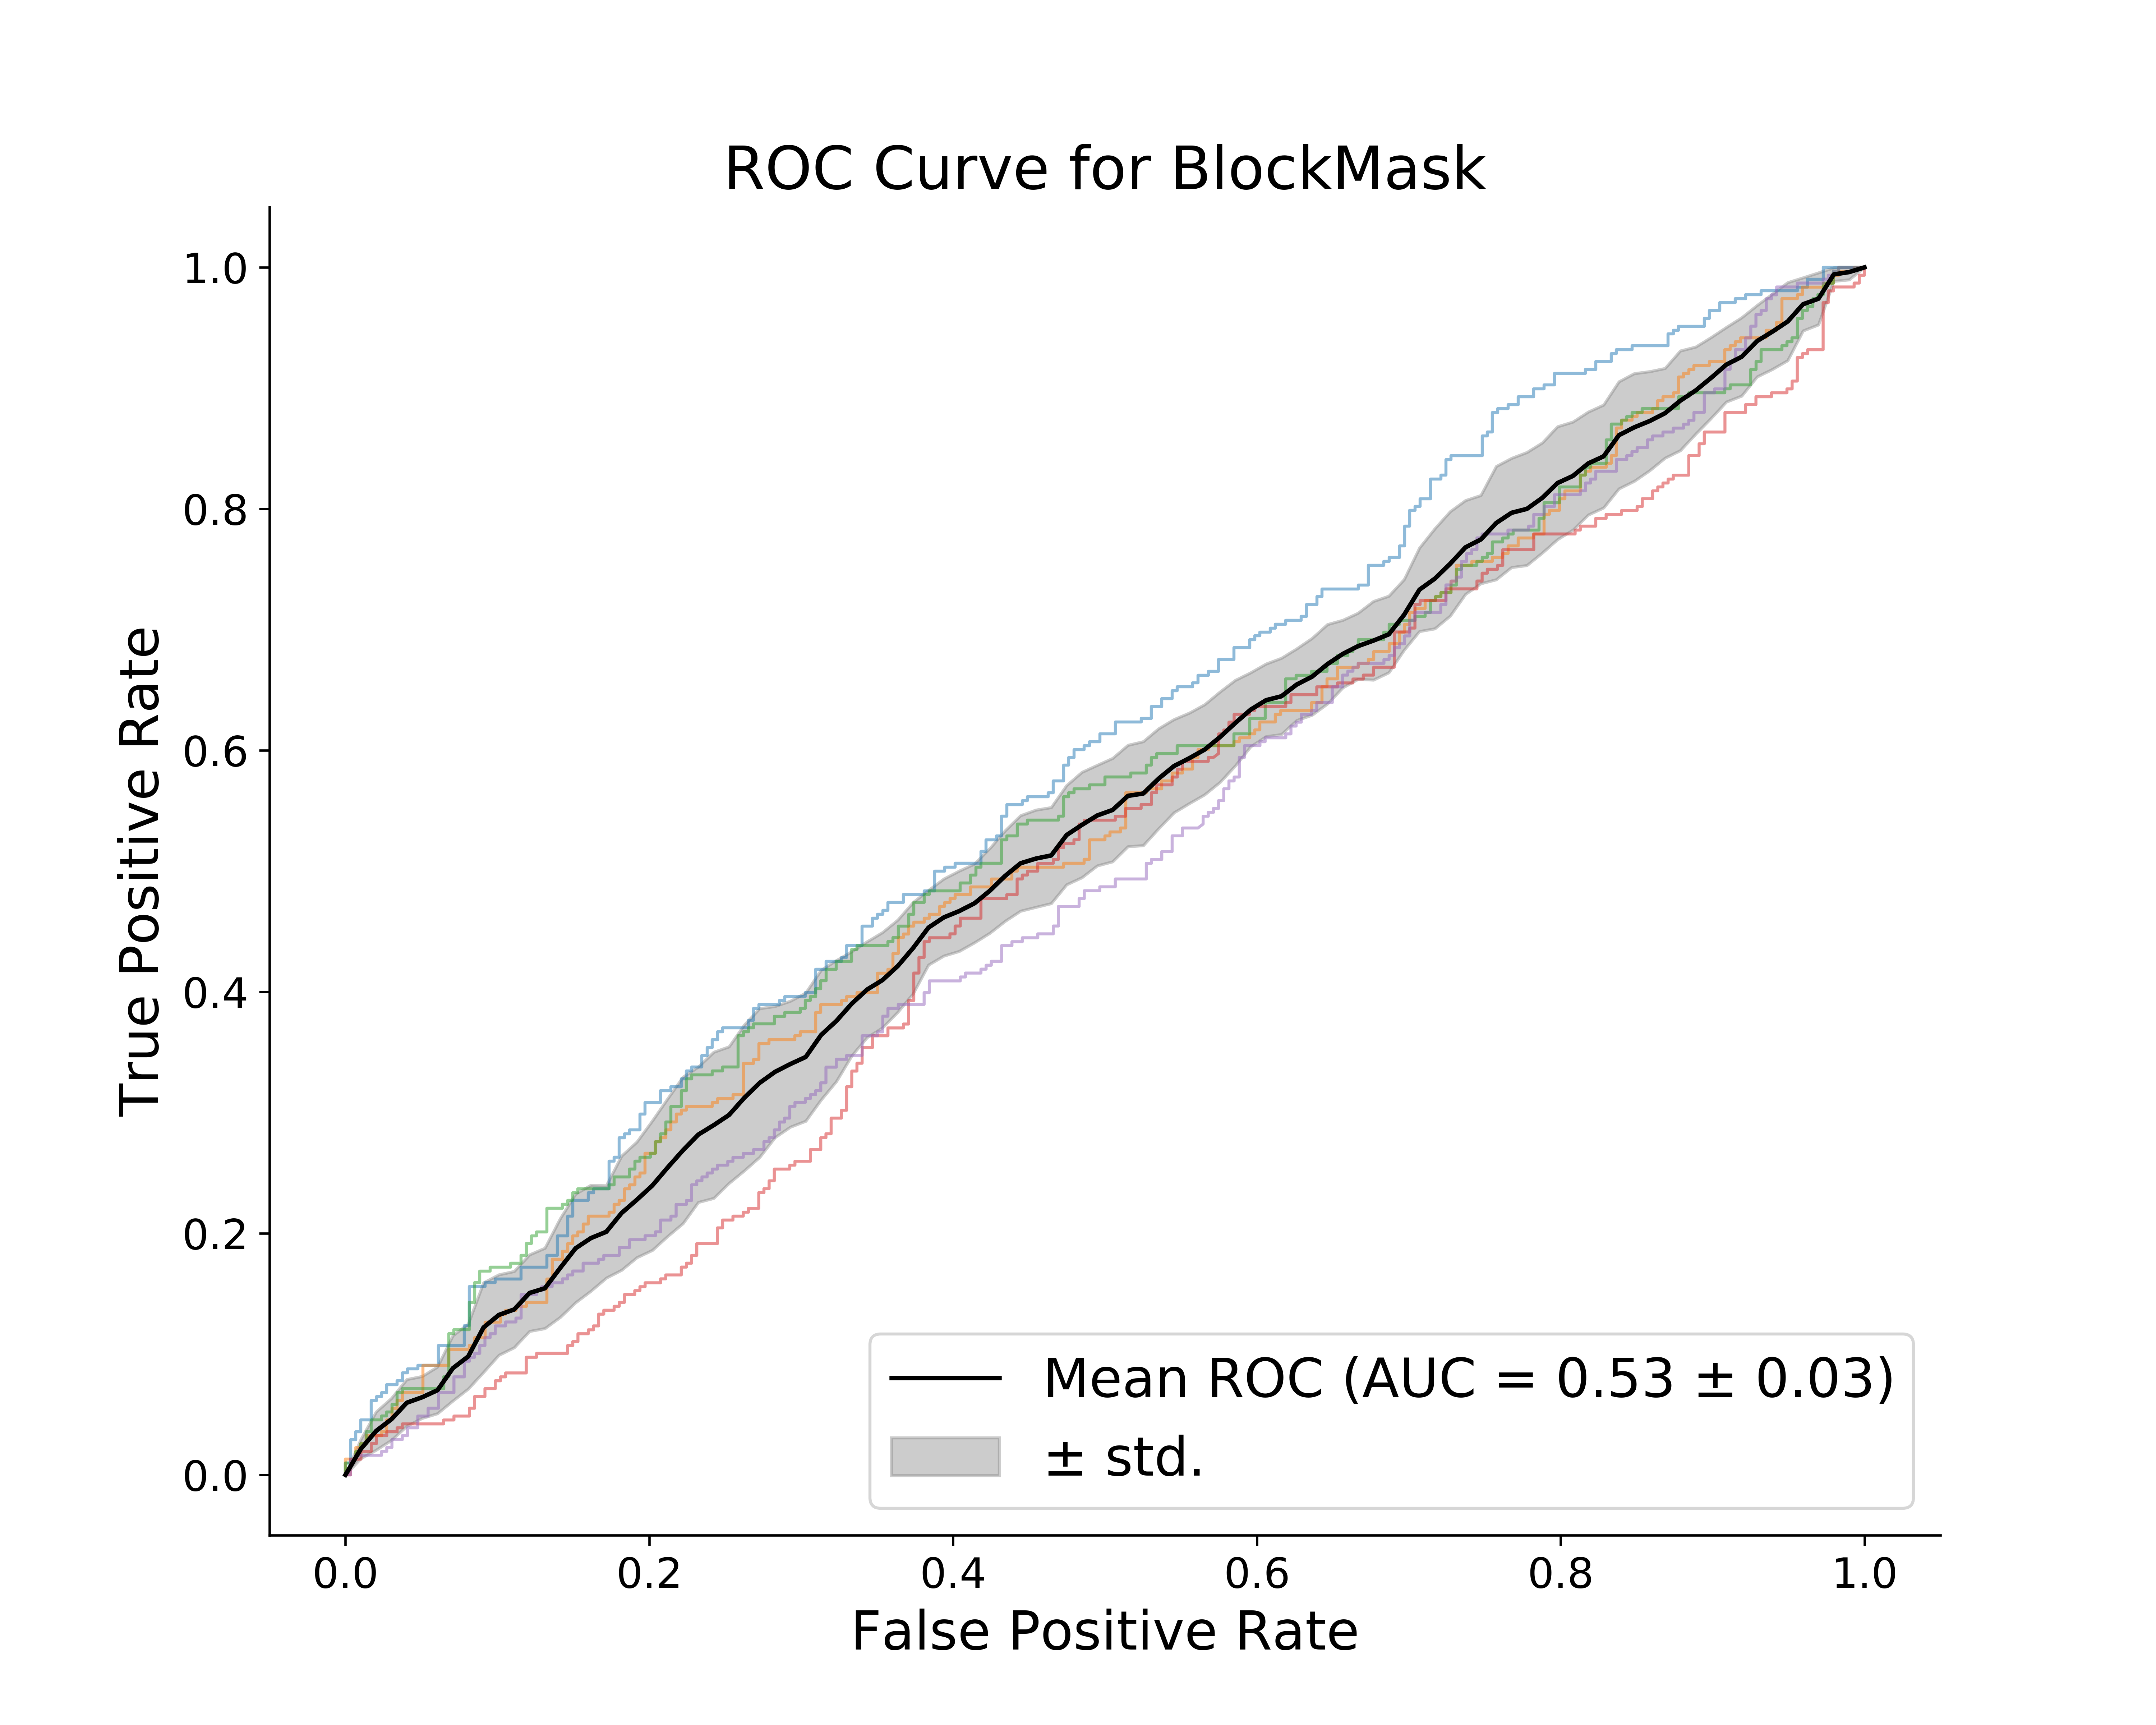 ROC Curve for BlockMask
True Positive Rate
1.0
0.8
0.6
0.4
0.2
0.0
Mean ROC (AUC = 0.53 ± 0.03)
± std.
0.0 0.2 0.4 0.6 0.8 1.0
False Positive Rate